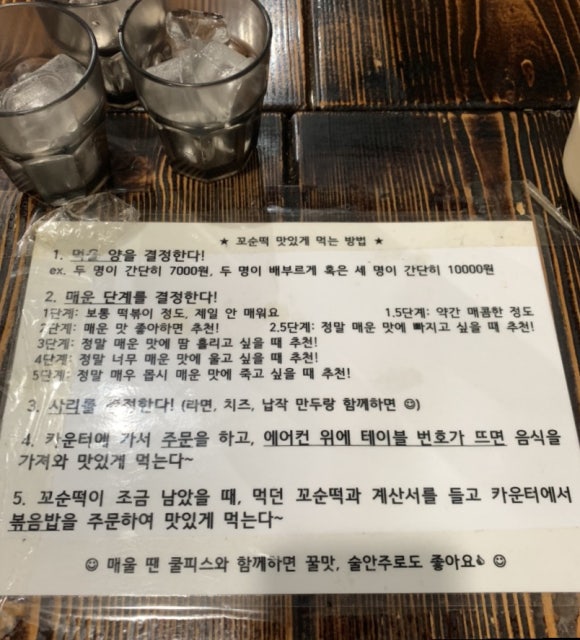 ★ 꼬순떡 맛있게 먹는 방법 ★
1. 먹을 양을 결정한다!
ex. 두 명이 간단히 7000원, 두 명이 배부르게 혹은 세 명이 간단히 10000원
2. 매운 단계를 결정한다!
1단계: 보통 떡볶이 정도, 제일 안 매워요 1.5단계: 약간 매콤한 정도
2단계: 매운 맛 좋아하면 추천! 2.5단계: 정말 매운 맛에 빠지고 싶을 때 추천!
3단계: 정말 매운 맛에 땀 흘리고 싶을 때 추천!
4단계: 정말 너무 매운 맛에 울고 싶을 때 추천!
5단계: 정말 매우 몹시 매운 맛에 죽고 싶을 때 추천!
3. 사리를 결정한다! (라면, 치즈, 납작 만두랑 함께하면 ☺)
4. 카운터에 가서 주문을 하고, 에어컨 위에 테이블 번호가 뜨면 음식을
가져와 맛있게 먹는다~
5. 꼬순떡이 조금 남았을 때, 먹던 꼬순떡과 계산서를 들고 카운터에서
볶음밥을 주문하여 맛있게 먹는다~
☺ 매울 땐 쿨피스와 함께하면 꿀맛, 술안주로도 좋아요👍 ☺